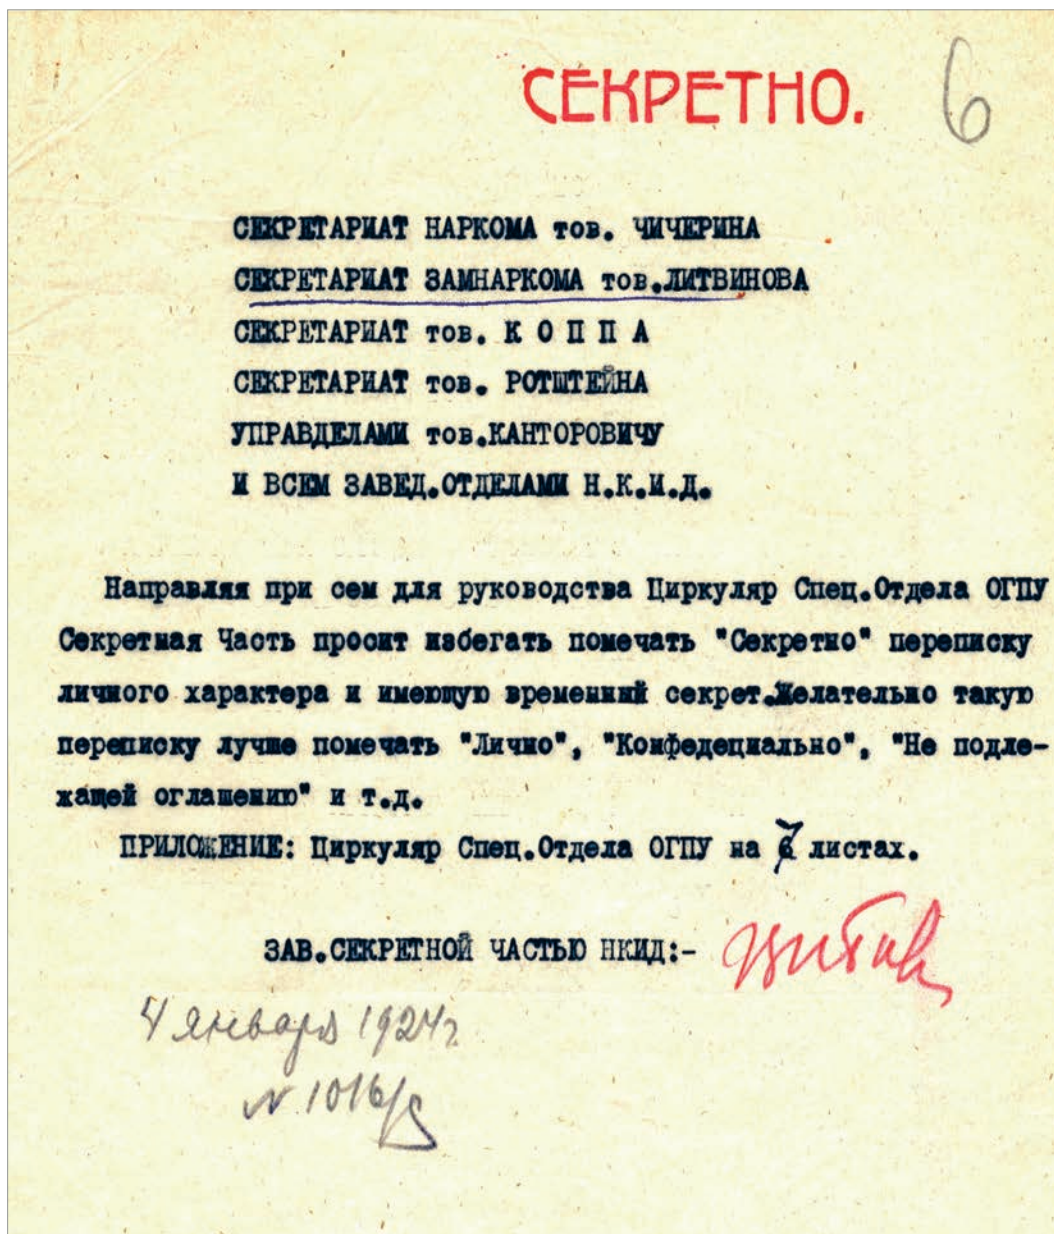 СЕКРЕТНО.
6
СЕКРЕТАРИАТ НАРКОМА тов. ЧИЧЕРИНА
СЕКРЕТАРИАТ ЗАМНАРКОМА тов.ЛИТВИНОВА
СЕКРЕТАРИАТ тов. К О П П А
СЕКРЕТАРИАТ тов. РОТШТЕЙНА
УПРАВДЕЛАМИ тов.КАНТОРОВИЧУ
И ВСЕМ ЗАВЕД.ОТДЕЛАМИ Н.К.И.Д.
Направляя при сем для руководства Циркуляр Спец.Отдела ОГПУ
Секретная Часть просит избегать помечать "Секретно" переписку
личного характера и имеющую временный секрет.Желательно такую
переписку лучше помечать "Лично", "Конфедециально", "Не подле-
жащей оглашению" и т.д.
ПРИЛОЖЕНИЕ: Циркуляр Спец.Отдела ОГПУ на 7 листах.
ЗАВ.СЕКРЕТНОЙ ЧАСТЬЮ НКИД:-
4 января 1924г.
N 1016/